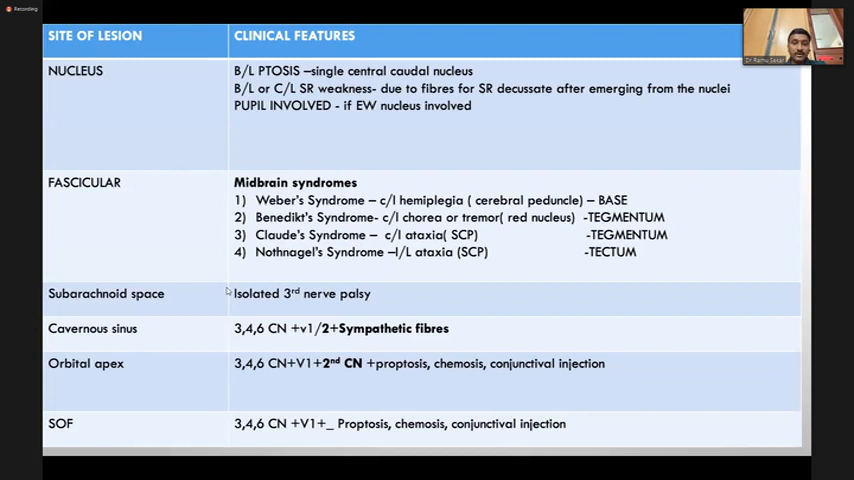 Recording
SITE OF LESION
CLINICAL FEATURES
NUCLEUS
B/L PTOSIS –single central caudal nucleus
B/L or C/L SR weakness- due to fibres for SR decussate after emerging from the nuclei
PUPIL INVOLVED - if EW nucleus involved
FASCICULAR
Midbrain syndromes
1) Weber's Syndrome – c/l hemiplegia ( cerebral peduncle) – BASE
2) Benedikt's Syndrome- c/l chorea or tremor( red nucleus) -TEGMENTUM
3) Claude's Syndrome – c/l ataxia( SCP) -TEGMENTUM
4) Nothnagel's Syndrome –I/L ataxia (SCP) -TECTUM
Subarachnoid space
Isolated 3rd nerve palsy
Cavernous sinus
3,4,6 CN +v1/2+Sympathetic fibres
Orbital apex
3,4,6 CN+V1+2nd CN +proptosis, chemosis, conjunctival injection
SOF
3,4,6 CN +V1+_ Proptosis, chemosis, conjunctival injection
Dr Ramu Sekar